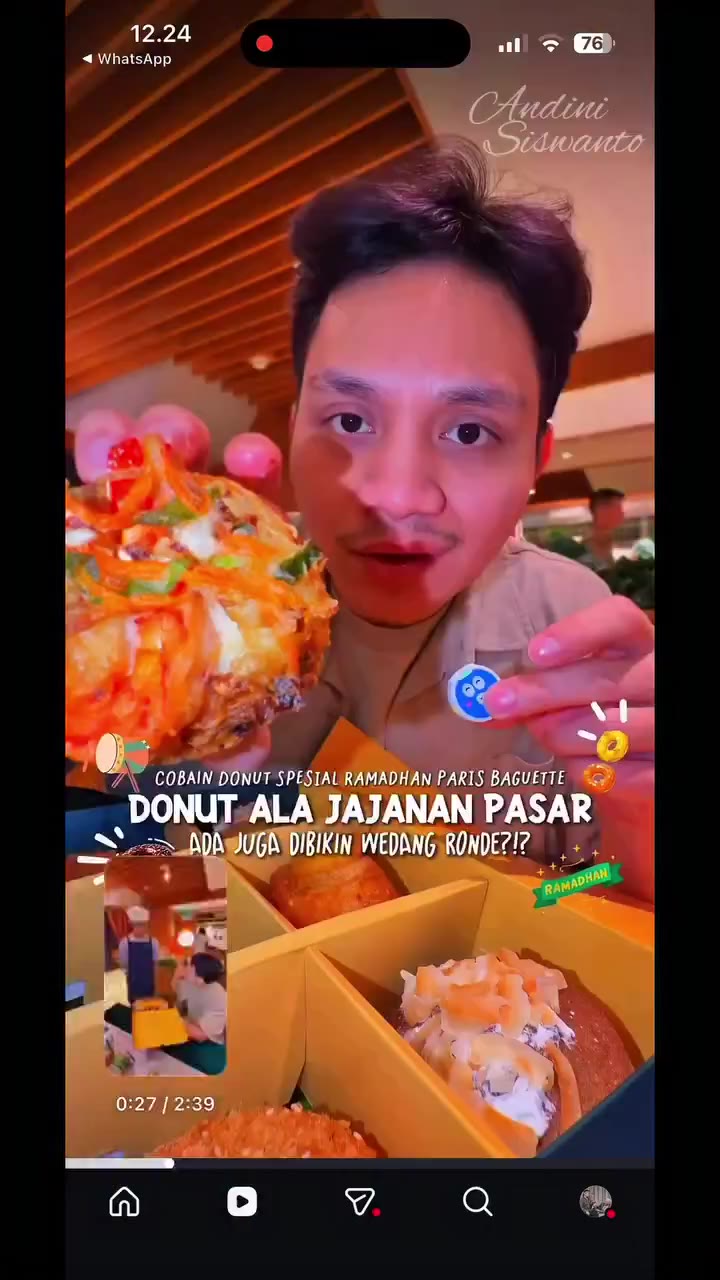 12.24
76
◀ WhatsApp
Andini
Siswanto
COBAIN DONUT SPESIAL RAMADHAN PARIS BAGUETTE
DONUT ALA JAJANAN PASAR
ADA JUGA DIBIKIN WEDANG RONDE?!?
RAMADHAN
0:27 / 2:39